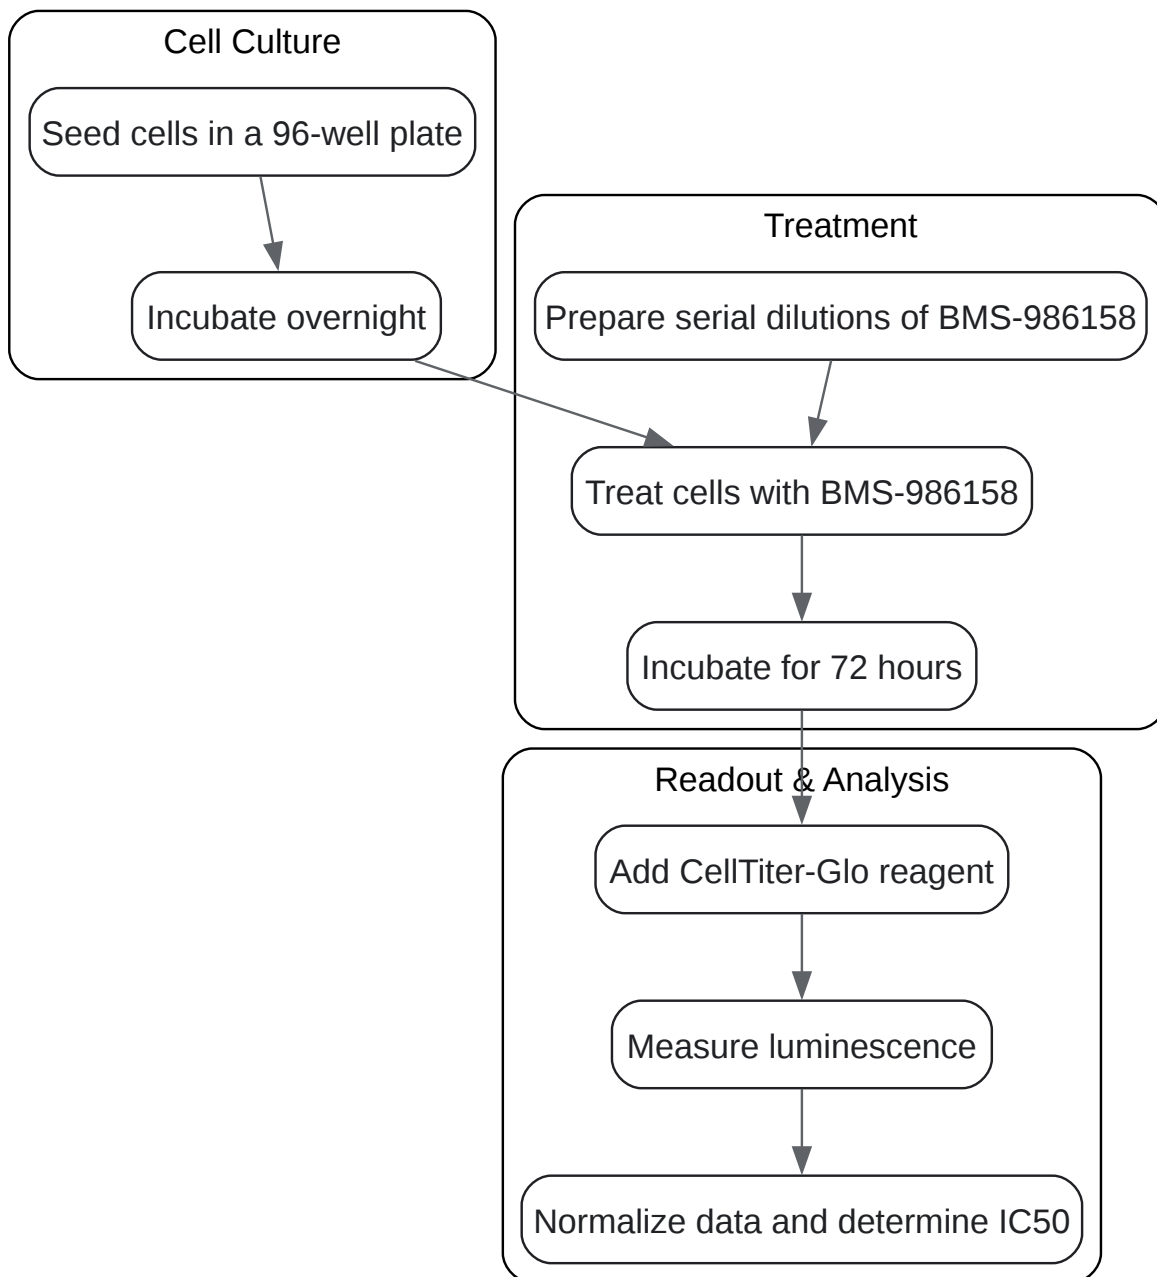 Cell Culture
Seed cells in a 96-well plate
Incubate overnight
Treatment
Prepare serial dilutions of BMS-986158
Treat cells with BMS-986158
Incubate for 72 hours
Readout & Analysis
Add CellTiter-Glo reagent
Measure luminescence
Normalize data and determine IC50